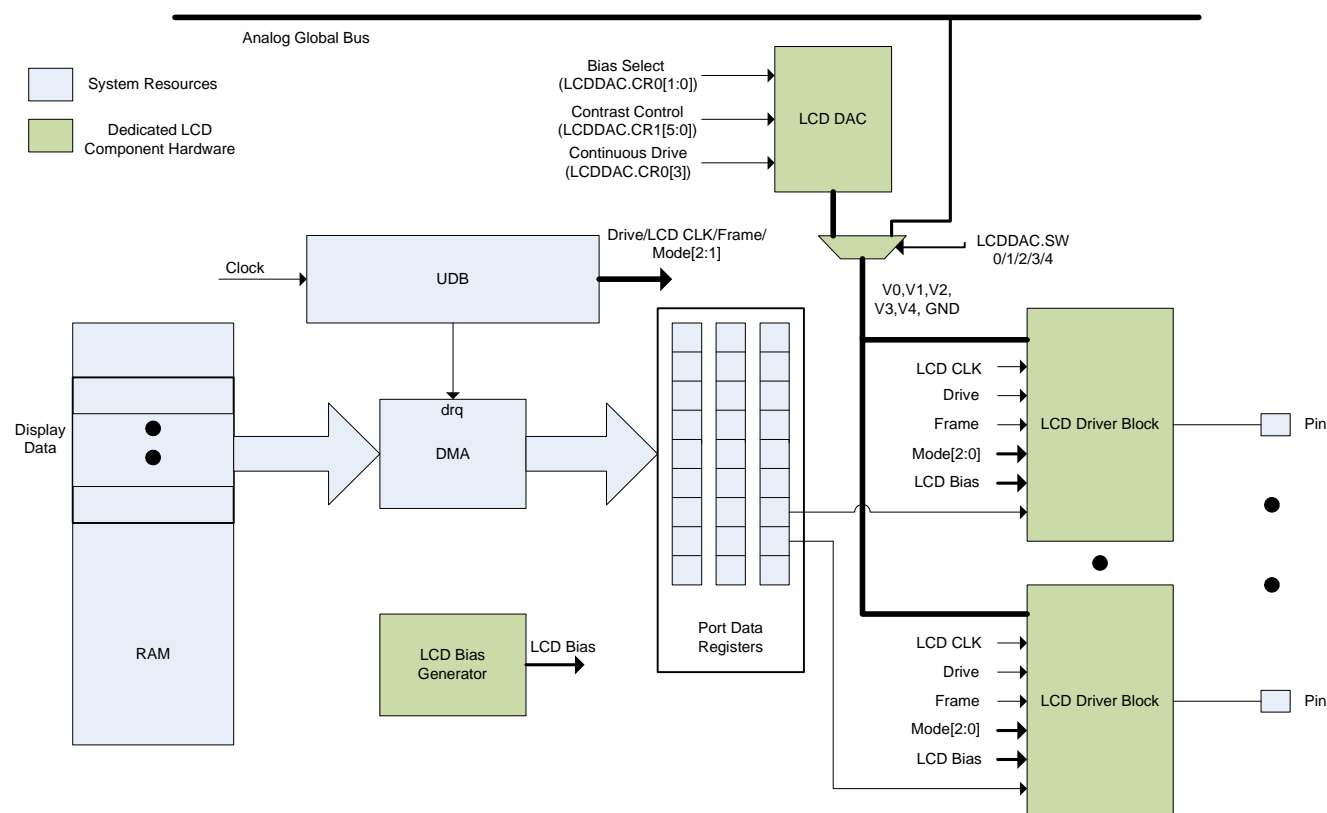 Analog Global Bus
System Resources
Dedicated LCD
Component Hardware
Bias Select
(LCDDAC.CR0[1:0])
Contrast Control
(LCDDAC.CR1[5:0])
Continuous Drive
(LCDDAC.CR0[3])
LCD DAC
LCDDAC.SW
0/1/2/3/4
V0,V1,V2,
V3,V4, GND
Clock
UDB
Drive/LCD CLK/Frame/
Mode[2:1]
Display
Data
RAM
drq
DMA
LCD Bias
Generator
LCD Bias
Port Data
Registers
LCD CLK
Drive
Frame
Mode[2:0]
LCD Bias
LCD Driver Block
Pin
LCD CLK
Drive
Frame
Mode[2:0]
LCD Bias
LCD Driver Block
Pin